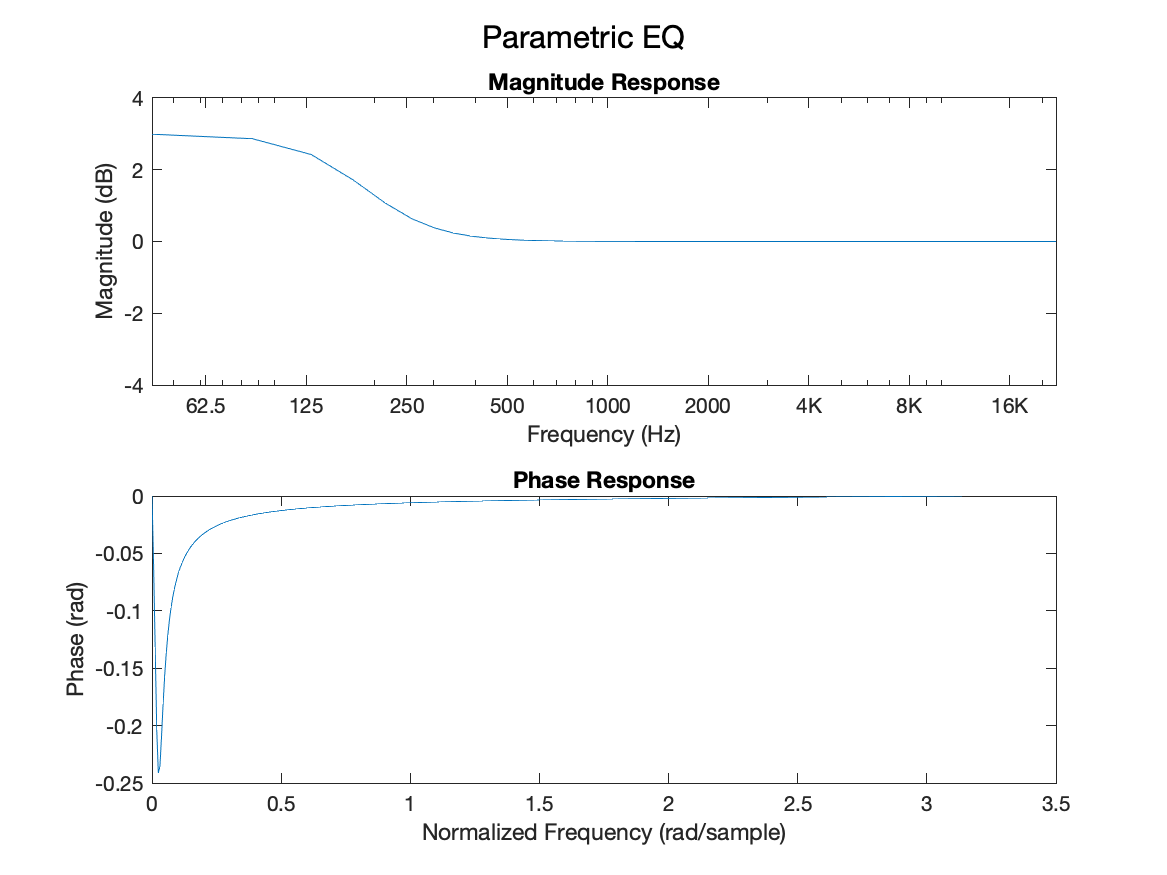 Parametric EQ
Magnitude Response
4
2
0
-2
-4
Magnitude (dB)
62.5 125 250 500 1000 2000 4K 8K 16K
Frequency (Hz)
Phase Response
0
-0.05
-0.1
-0.15
-0.2
-0.25
Phase (rad)
0 0.5 1 1.5 2 2.5 3 3.5
Normalized Frequency (rad/sample)